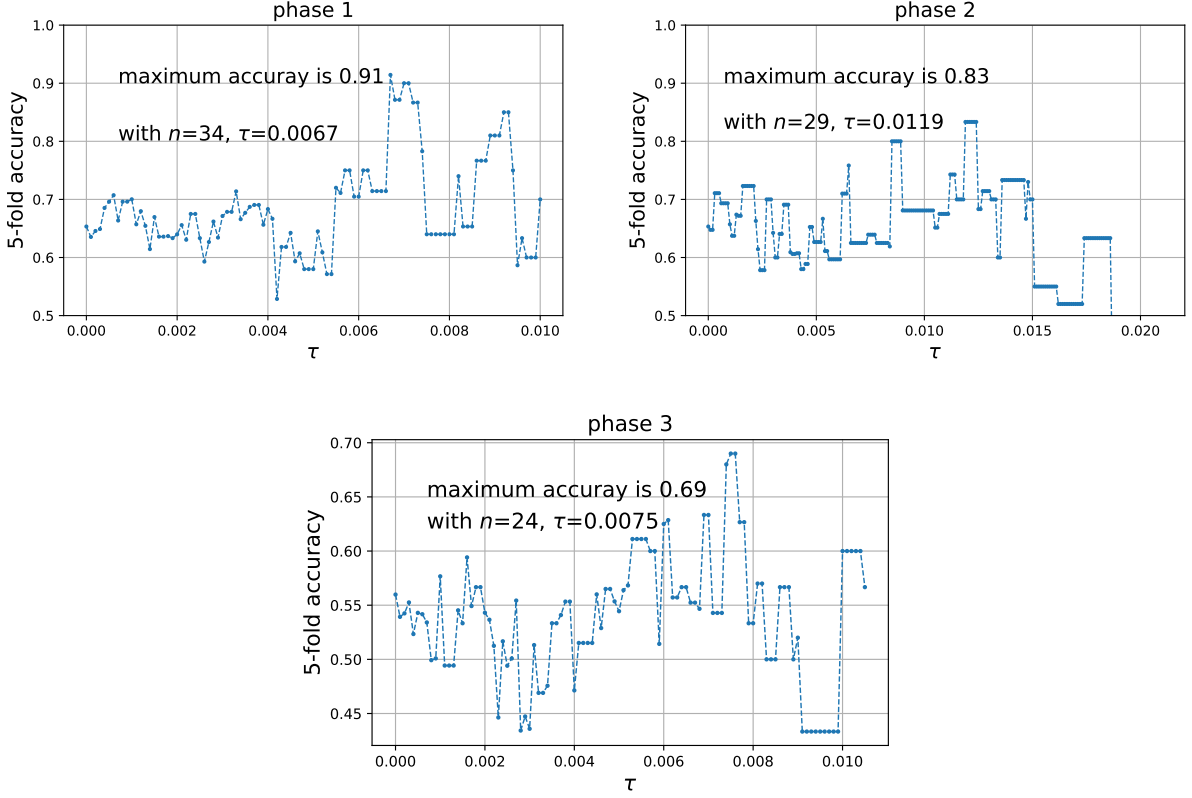 phase 1
1.0
0.9
0.8
0.7
0.6
0.5
5-fold accuracy
maximum accuray is 0.91
with n=34, τ=0.0067
0.000 0.002 0.004 0.006 0.008 0.010
τ
phase 2
1.0
0.9
0.8
0.7
0.6
0.5
5-fold accuracy
maximum accuray is 0.83
with n=29, τ=0.0119
0.000 0.005 0.010 0.015 0.020
τ
phase 3
0.70
0.65
0.60
0.55
0.50
0.45
5-fold accuracy
maximum accuray is 0.69
with n=24, τ=0.0075
0.000 0.002 0.004 0.006 0.008 0.010
τ